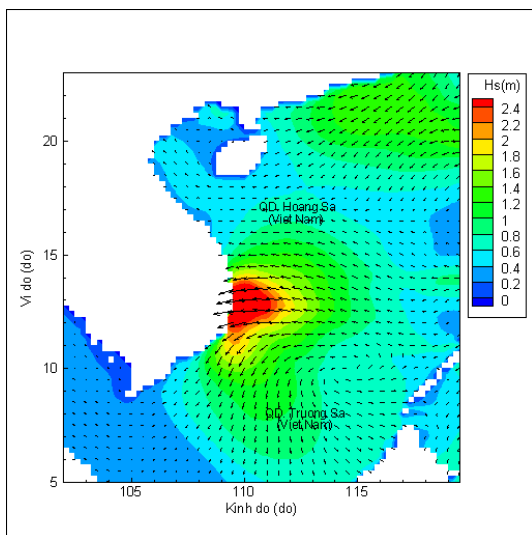 Hs(m)
2.4
2.2
2
1.8
1.6
1.4
1.2
1
0.8
0.6
0.4
0.2
0
Vi do (do)
20
15
10
5
QD. Hoang Sa
(Viet Nam)
QD. Truong Sa
(Viet Nam)
105
110
115
Kinh do (do)